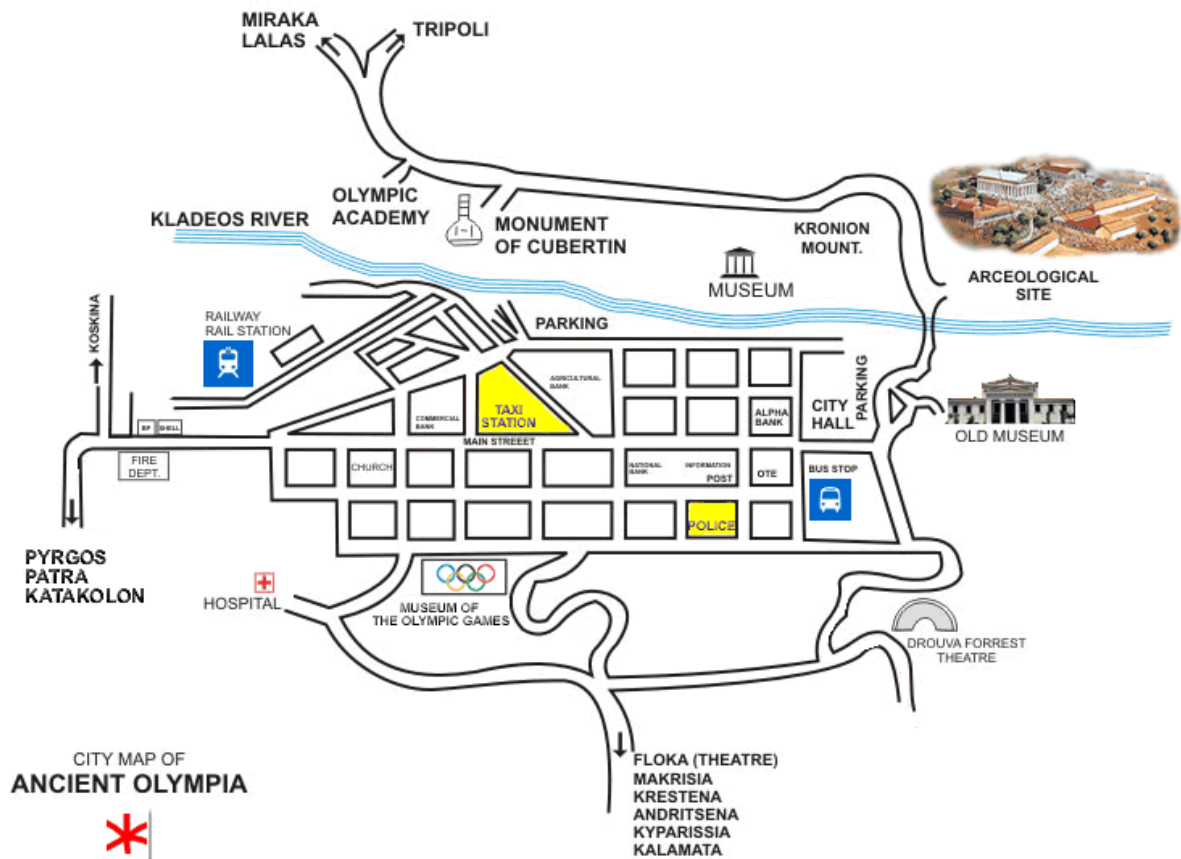 MIRAKA
LALAS
TRIPOLI
OLYMPIC
ACADEMY
MONUMENT
OF CUBERTIN
KLADEOS RIVER
KRONION
MOUNT.
MUSEUM
ARCEOLOGICAL
SITE
KOSKINA
RAILWAY
RAIL STATION
PARKING
AGRICULTURAL
BANK
COMMERCIAL
BANK
TAXI
STATION
ALPHA
BANK
CITY
HALL
PARKING
OLD MUSEUM
BP
SHELL
MAIN STREEET
FIRE
DEPT.
CHURCH
NATIONAL
BANK
INFORMATION
POST
OTE
BUS STOP
POLiCE
PYRGOS
PATRA
KATAKOLON
HOSPITAL
MUSEUM OF
THE OLYMPIC GAMES
DROUVA FORREST
THEATRE
FLOKA (THEATRE)
MAKRISIA
KRESTENA
ANDRITSENA
KYPARISSIA
KALAMATA
CITY MAP OF
ANCIENT OLYMPIA